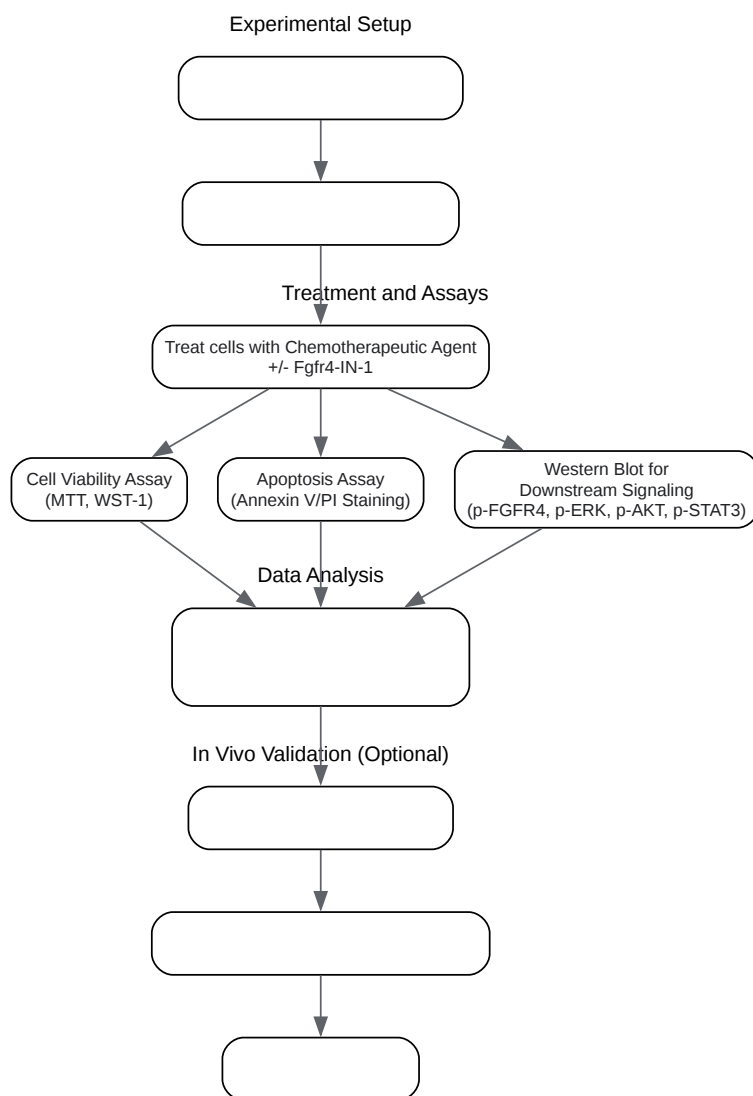 Experimental Setup
Treatment and Assays
Treat cells with Chemotherapeutic Agent
+/- Fgfr4-IN-1
Cell Viability Assay
(MTT, WST-1)
Apoptosis Assay
(Annexin V/PI Staining)
Western Blot for
Downstream Signaling
(p-FGFR4, p-ERK, p-AKT, p-STAT3)
Data Analysis
In Vivo Validation (Optional)